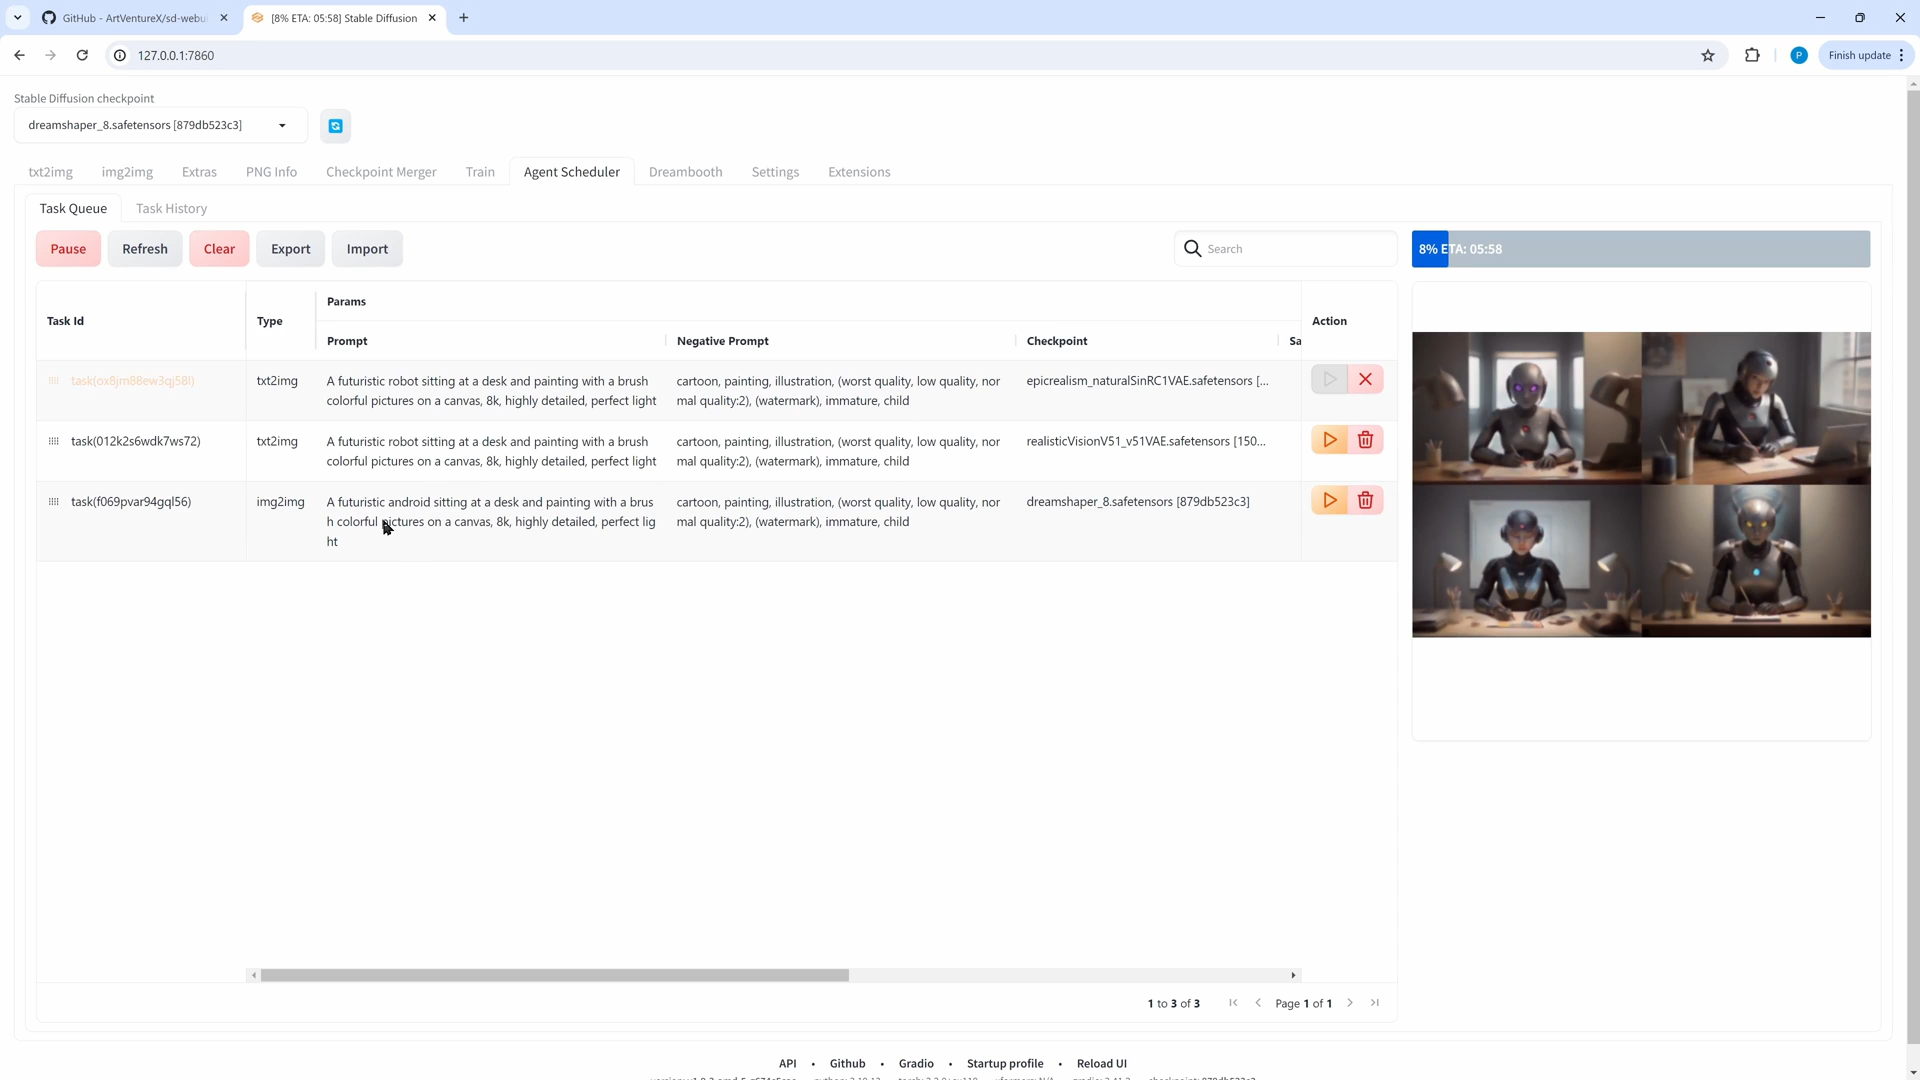 GitHub - ArtVentureX/sd-webui
[8% ETA: 05:58] Stable Diffusion
127.0.0.1:7860
P
Finish update
Stable Diffusion checkpoint
dreamshaper_8.safetensors [879db523c3]
txt2img img2img Extras PNG Info Checkpoint Merger Train Agent Scheduler Dreambooth Settings Extensions
Task Queue Task History
Pause Refresh Clear Export Import
Search
8% ETA: 05:58
Task Id Type Params Action
Prompt Negative Prompt Checkpoint Sa
task(ox8jm88ew3qj58l) txt2img A futuristic robot sitting at a desk and painting with a brush cartoon, painting, illustration, (worst quality, low quality, nor epicrealism_naturalSinRC1VAE.safetensors [...
colorful pictures on a canvas, 8k, highly detailed, perfect light mal quality:2), (watermark), immature, child
task(012k2s6wdk7ws72) txt2img A futuristic robot sitting at a desk and painting with a brush cartoon, painting, illustration, (worst quality, low quality, nor realisticVisionV51_v51VAE.safetensors [150...
colorful pictures on a canvas, 8k, highly detailed, perfect light mal quality:2), (watermark), immature, child
task(f069pvar94gql56) img2img A futuristic android sitting at a desk and painting with a brus cartoon, painting, illustration, (worst quality, low quality, nor dreamshaper_8.safetensors [879db523c3]
h colorful pictures on a canvas, 8k, highly detailed, perfect lig mal quality:2), (watermark), immature, child
ht
1 to 3 of 3 Page 1 of 1
API • Github • Gradio • Startup profile • Reload UI